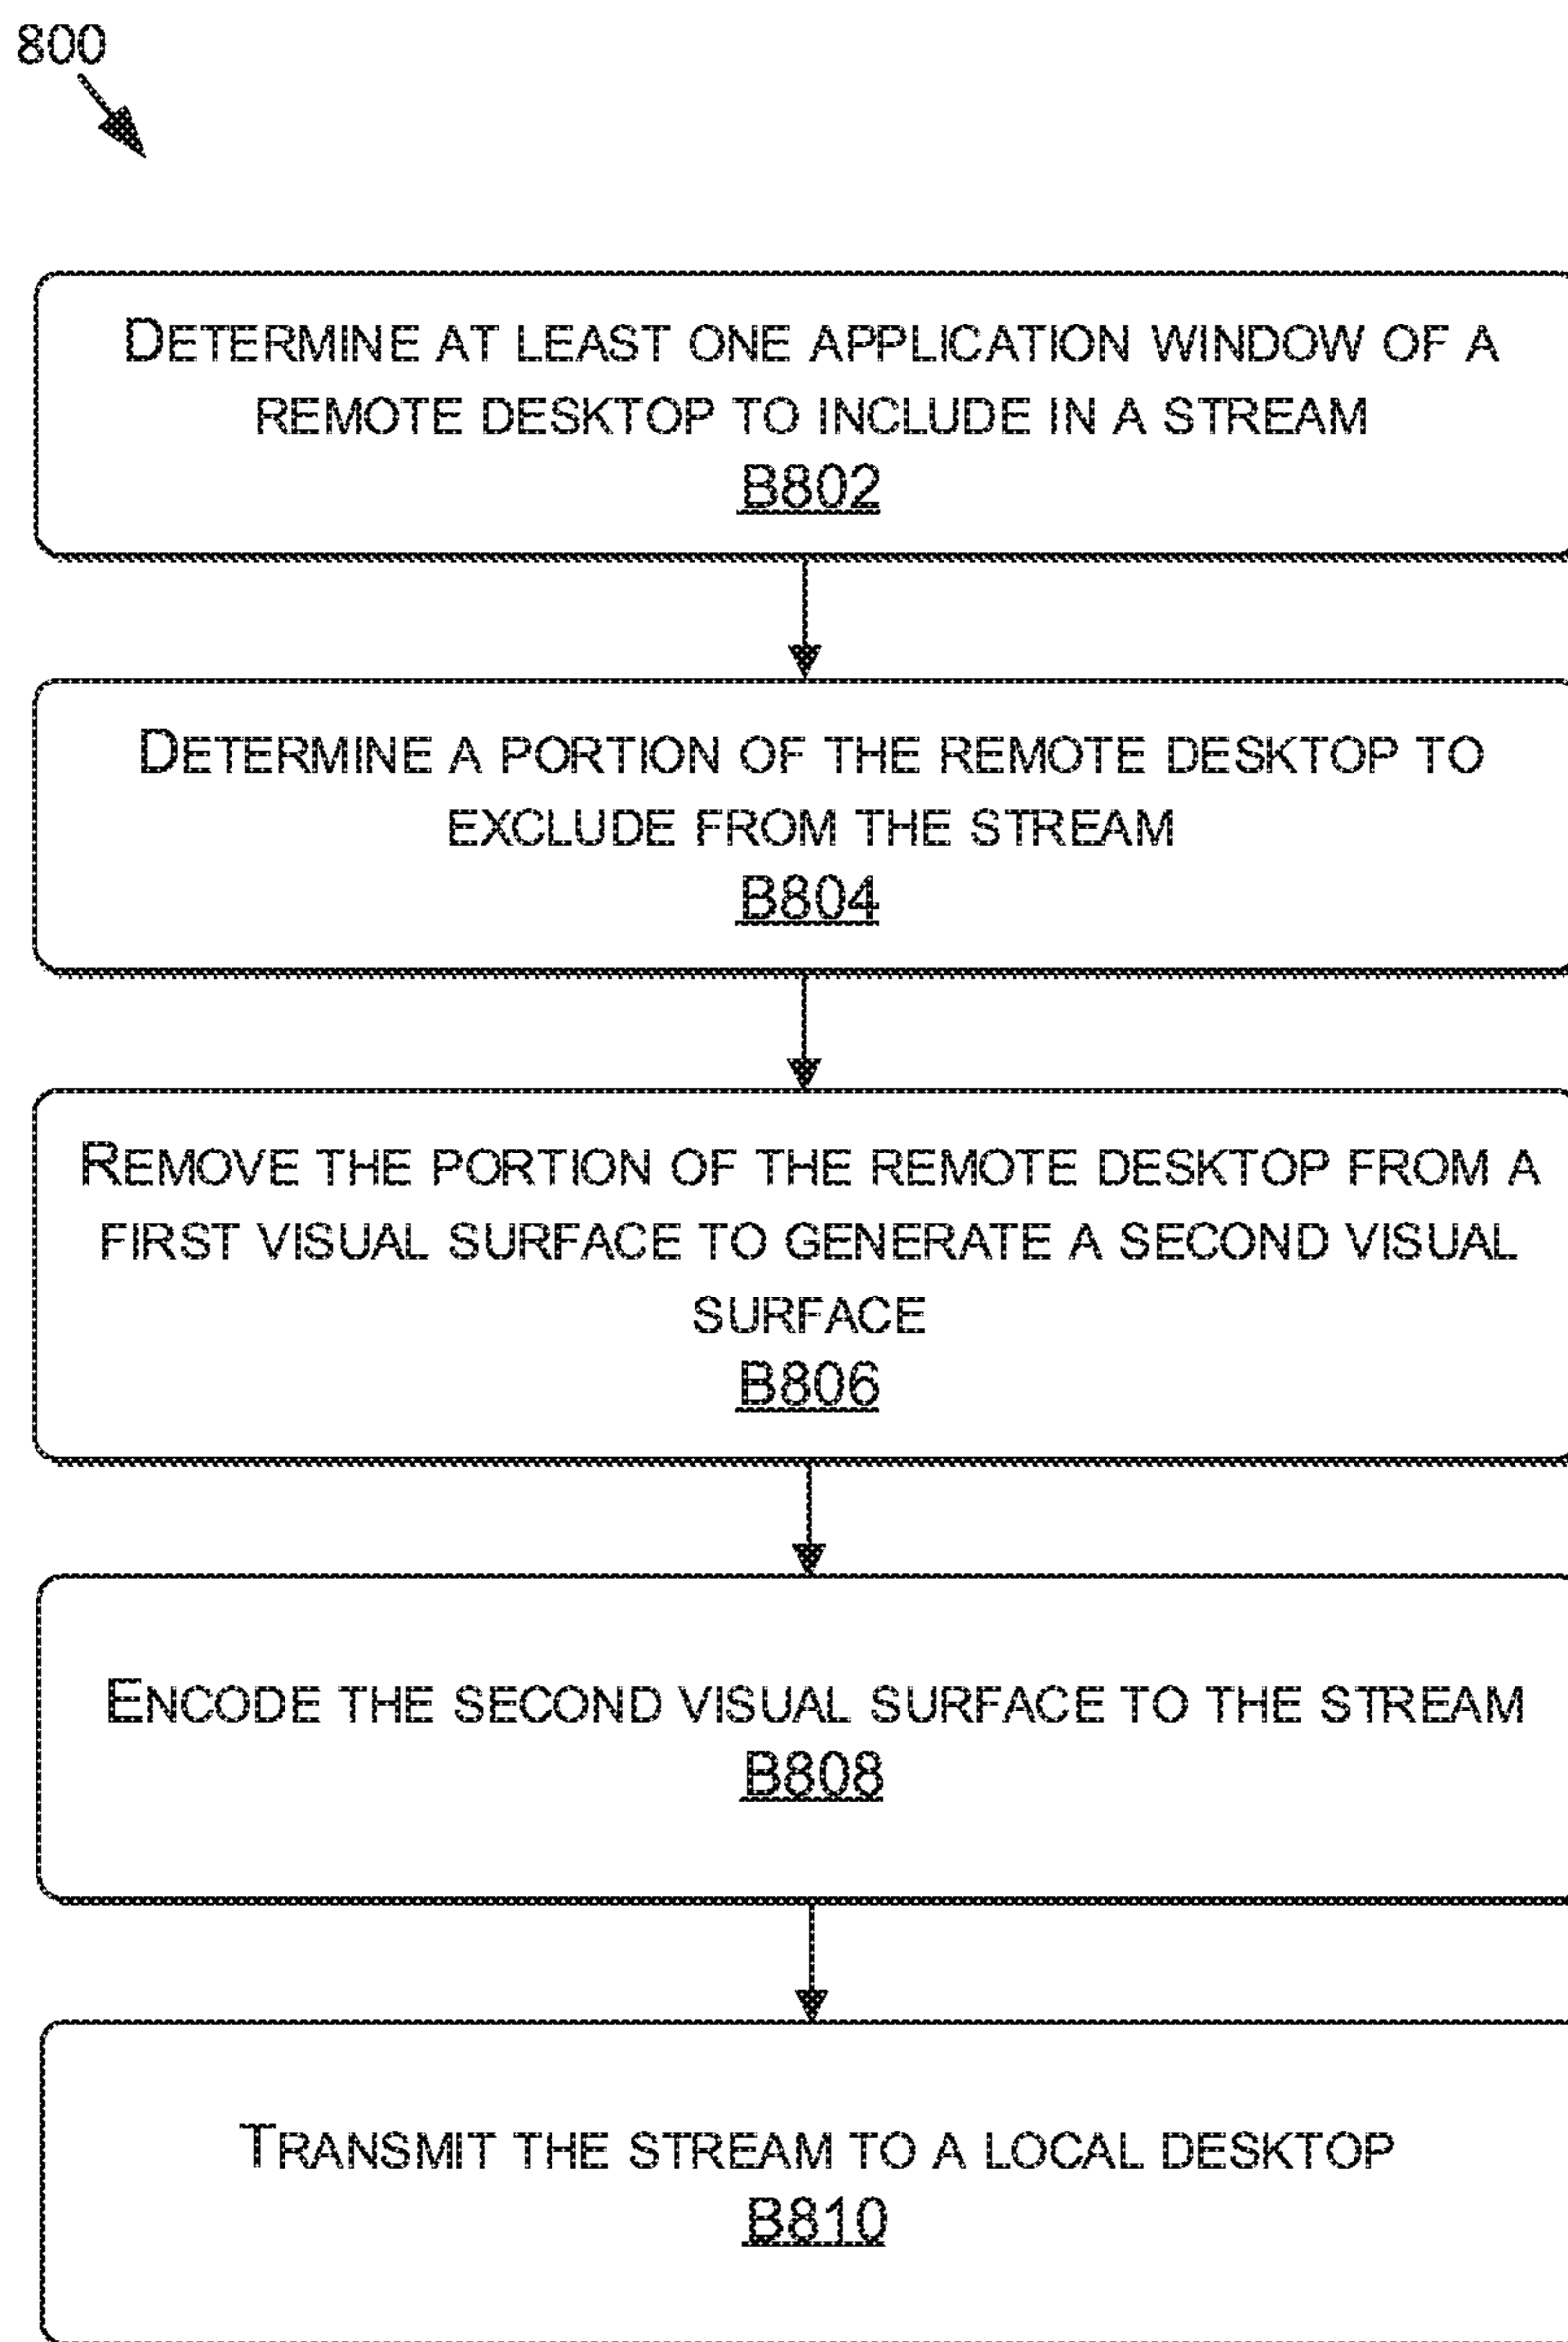 800
DETERMINE AT LEAST ONE APPLICATION WINDOW OF A
REMOTE DESKTOP TO INCLUDE IN A STREAM
B802
DETERMINE A PORTION OF THE REMOTE DESKTOP TO
EXCLUDE FROM THE STREAM
B804
REMOVE THE PORTION OF THE REMOTE DESKTOP FROM A
FIRST VISUAL SURFACE TO GENERATE A SECOND VISUAL
SURFACE
B806
ENCODE THE SECOND VISUAL SURFACE TO THE STREAM
B808
TRANSMIT THE STREAM TO A LOCAL DESKTOP
B810